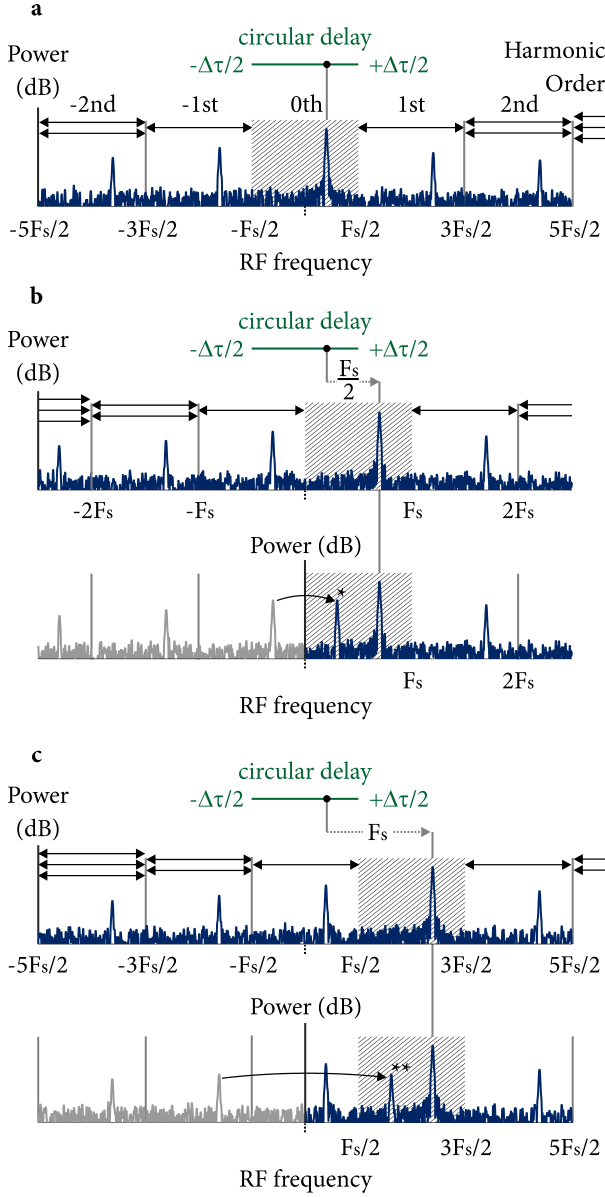 a
circular delay
Power (dB)
-Δτ/2 +Δτ/2
Harmonic Order
-2nd -1st 0th 1st 2nd
-5Fs/2 -3Fs/2 -Fs/2 Fs/2 3Fs/2 5Fs/2
RF frequency
b
circular delay
Power (dB)
-Δτ/2 +Δτ/2
Fs
2
-2Fs -Fs Fs 2Fs
Power (dB)
*
Fs 2Fs
RF frequency
c
circular delay
Power (dB)
-Δτ/2 +Δτ/2
Fs
-5Fs/2 -3Fs/2 -Fs/2 Fs/2 3Fs/2 5Fs/2
Power (dB)
**
Fs/2 3Fs/2 5Fs/2
RF frequency